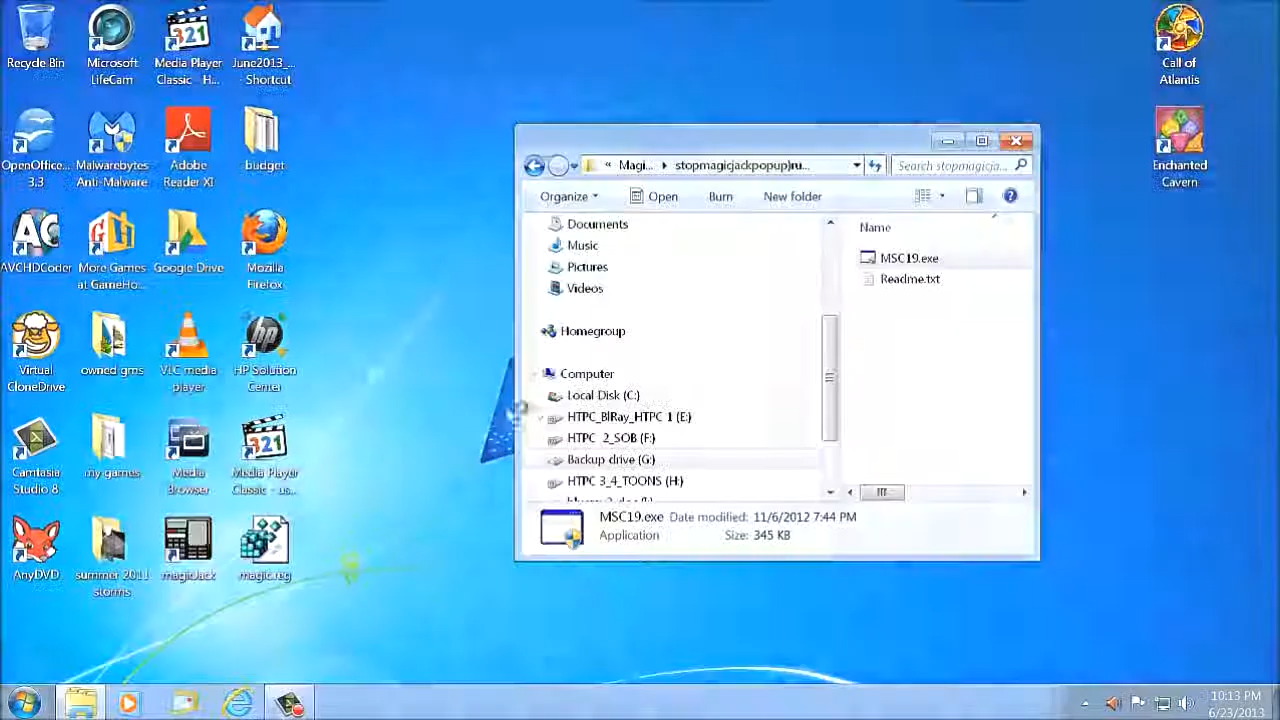 Recycle Bin
Microsoft
LifeCam
Media Player
Classic - H...
June2013_...
- Shortcut
Call of
Atlantis
OpenOffice...
3.3
Malwarebytes
Anti-Malware
Adobe
Reader XI
budget
Enchanted
Cavern
AVCHDCoder
More Games
at GameHo...
Google Drive
Mozilla
Firefox
Virtual
CloneDrive
owned gms
VLC media
player
HP Solution
Center
Camtasia
Studio 8
my games
Media
Browser
Media Player
Classic - us...
AnyDVD
summer 2011
storms
magicJack
magic.reg
« Magi... ▸ stopmagicjackpopup)ru...
Search stopmagicja...
Organize
Open
Burn
New folder
Documents
Music
Pictures
Videos
Homegroup
Computer
Local Disk (C:)
HTPC_BlRay_HTPC 1 (E:)
HTPC 2_SOB (F:)
Backup drive (G:)
HTPC 3_4_TOONS (H:)
Name
MSC19.exe
Readme.txt
MSC19.exe Date modified: 11/6/2012 7:44 PM
Application Size: 345 KB
10:13 PM
6/23/2013